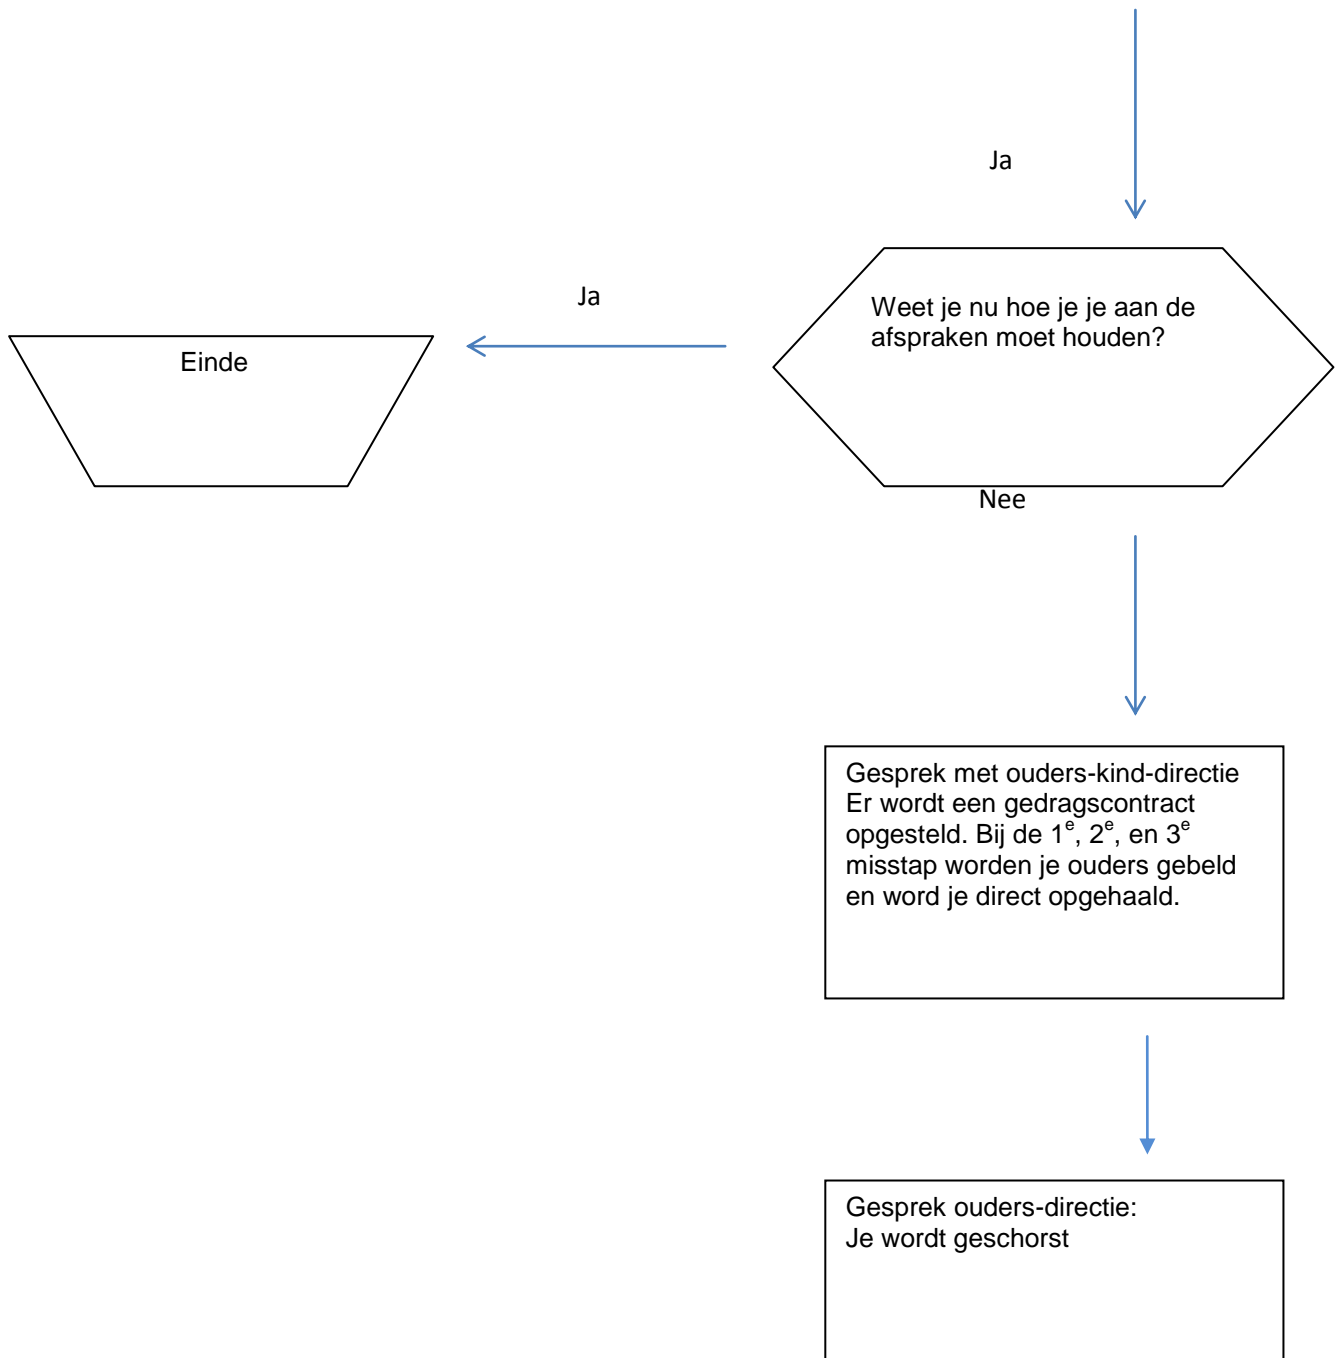 Ja
Ja
Weet je nu hoe je je aan de
afspraken moet houden?
Einde
Nee
Gesprek met ouders-kind-directie
Er wordt een gedragscontract
opgesteld. Bij de 1e, 2e, en 3e
misstap worden je ouders gebeld
en word je direct opgehaald.
Gesprek ouders-directie:
Je wordt geschorst